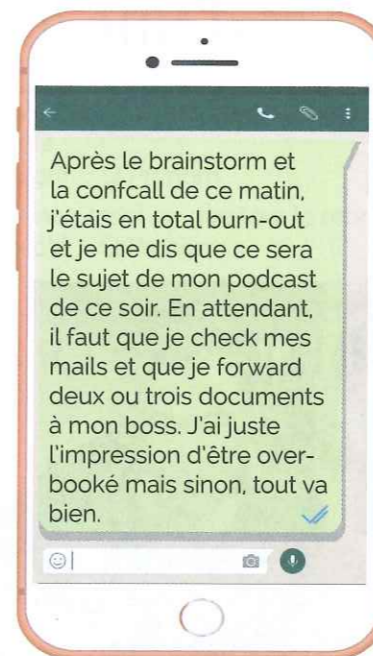 Après le brainstorm et
la confcall de ce matin,
j'étais en total burn-out
et je me dis que ce sera
le sujet de mon podcast
de ce soir. En attendant,
il faut que je check mes
mails et que je forward
deux ou trois documents
à mon boss. J'ai juste
l'impression d'être over-
booké mais sinon, tout va
bien.